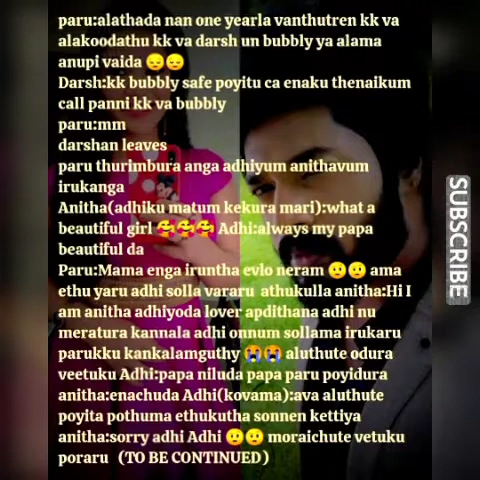 paru:alathada nan one yearla vanthutren kk va
alakoodathu kk va darsh un bubbly ya alama
anupi vaida 😔😔
Darsh:kk bubbly safe poyitu ca enaku thenaikum
call panni kk va bubbly
paru:mm
darshan leaves
paru thurimbura anga adhiyum anithavum
irukanga
Anitha(adhiku matum kekura mari):what a
beautiful girl 🥰🥰🥰 Adhi:always my papa
beautiful da
Paru:Mama enga iruntha evlo neram 🙁🙁 ama
ethu yaru adhi solla vararu athukulla anitha:Hi I
am anitha adhiyoda lover apdithana adhi nu
meratura kannala adhi onnum sollama irukaru
parukku kankalamguthy 😭😭 aluthute odura
veetuku Adhi:papa niluda papa paru poyidura
anitha:enachuda Adhi(kovama):ava aluthute
poyita pothuma ethukutha sonnen kettiya
anitha:sorry adhi Adhi 🙁🙁 moraichute vetuku
poraru (TO BE CONTINUED)
SUBSCRIBE